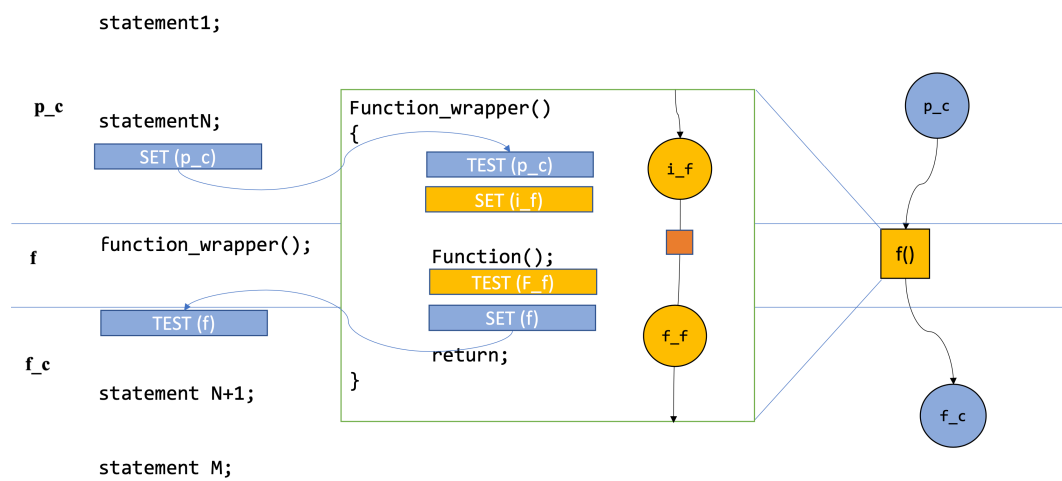 statement1;
p_c
statementN;
SET (p_c)
Function_wrapper()
{
TEST (p_c)
SET (i_f)
i_f
p_c
f
function_wrapper();
Function();
TEST (F_f)
SET (f)
return;
}
f_f
f()
TEST (f)
f_c
statement N+1;
f_c
statement M;